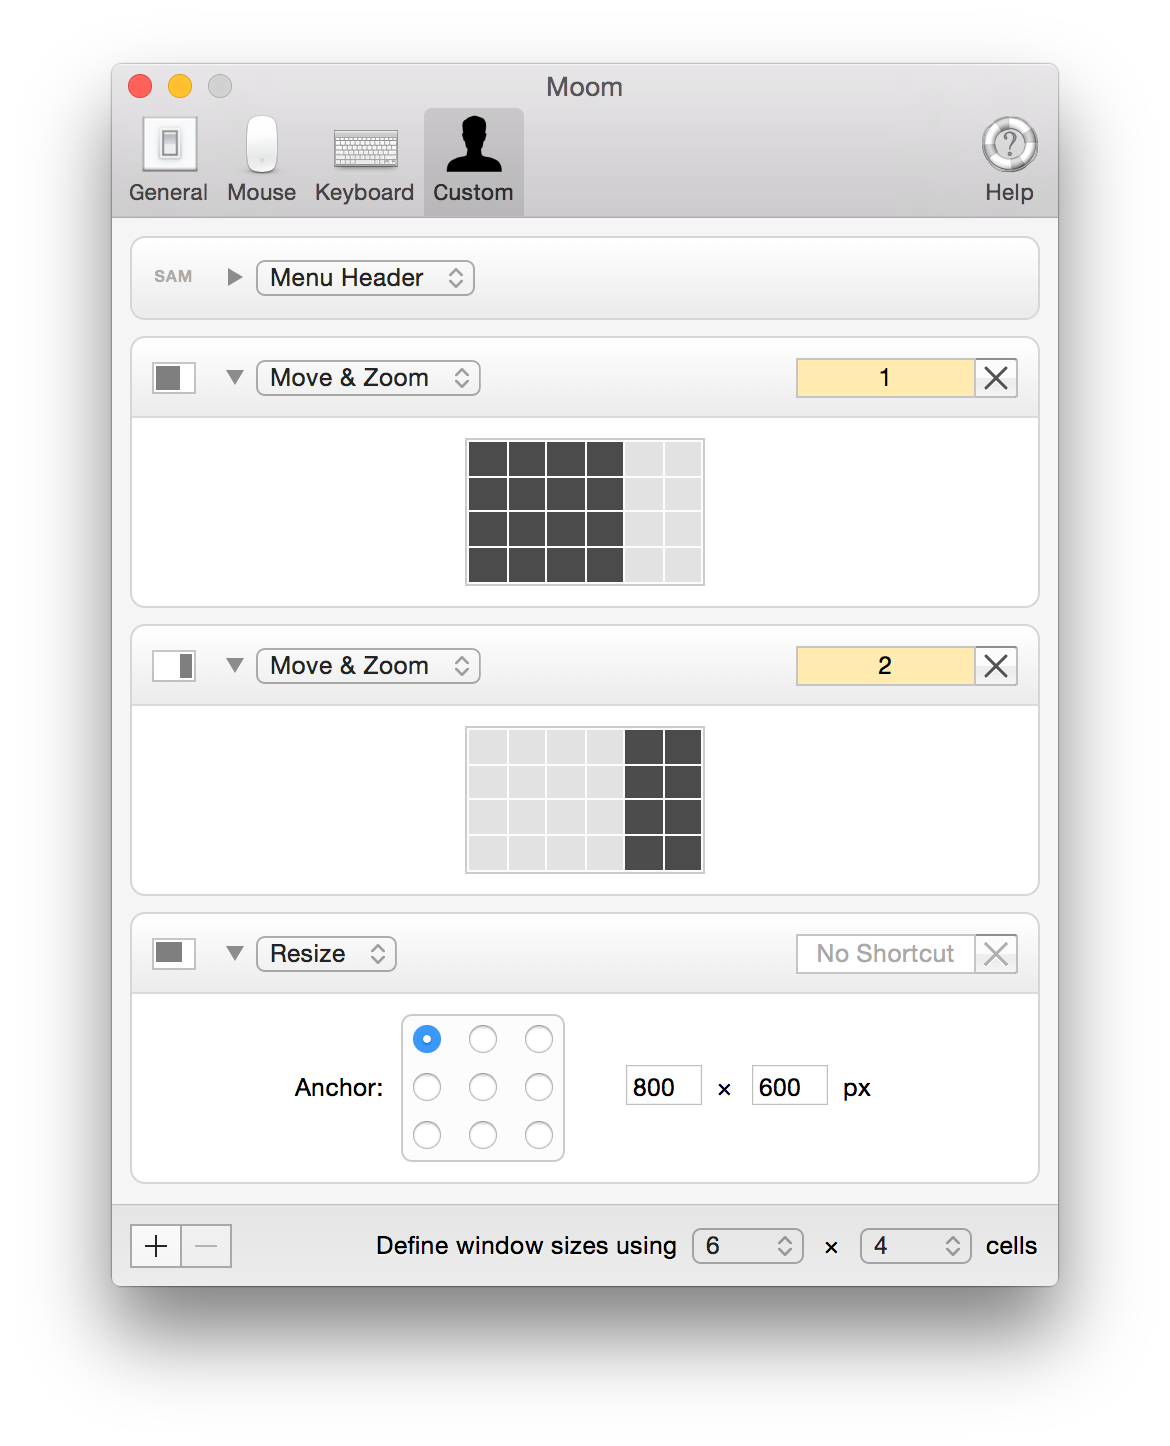 Moom
General Mouse Keyboard Custom Help
SAM Menu Header
Move & Zoom 1
Move & Zoom 2
Resize No Shortcut
Anchor: 800 × 600 px
Define window sizes using 6 × 4 cells